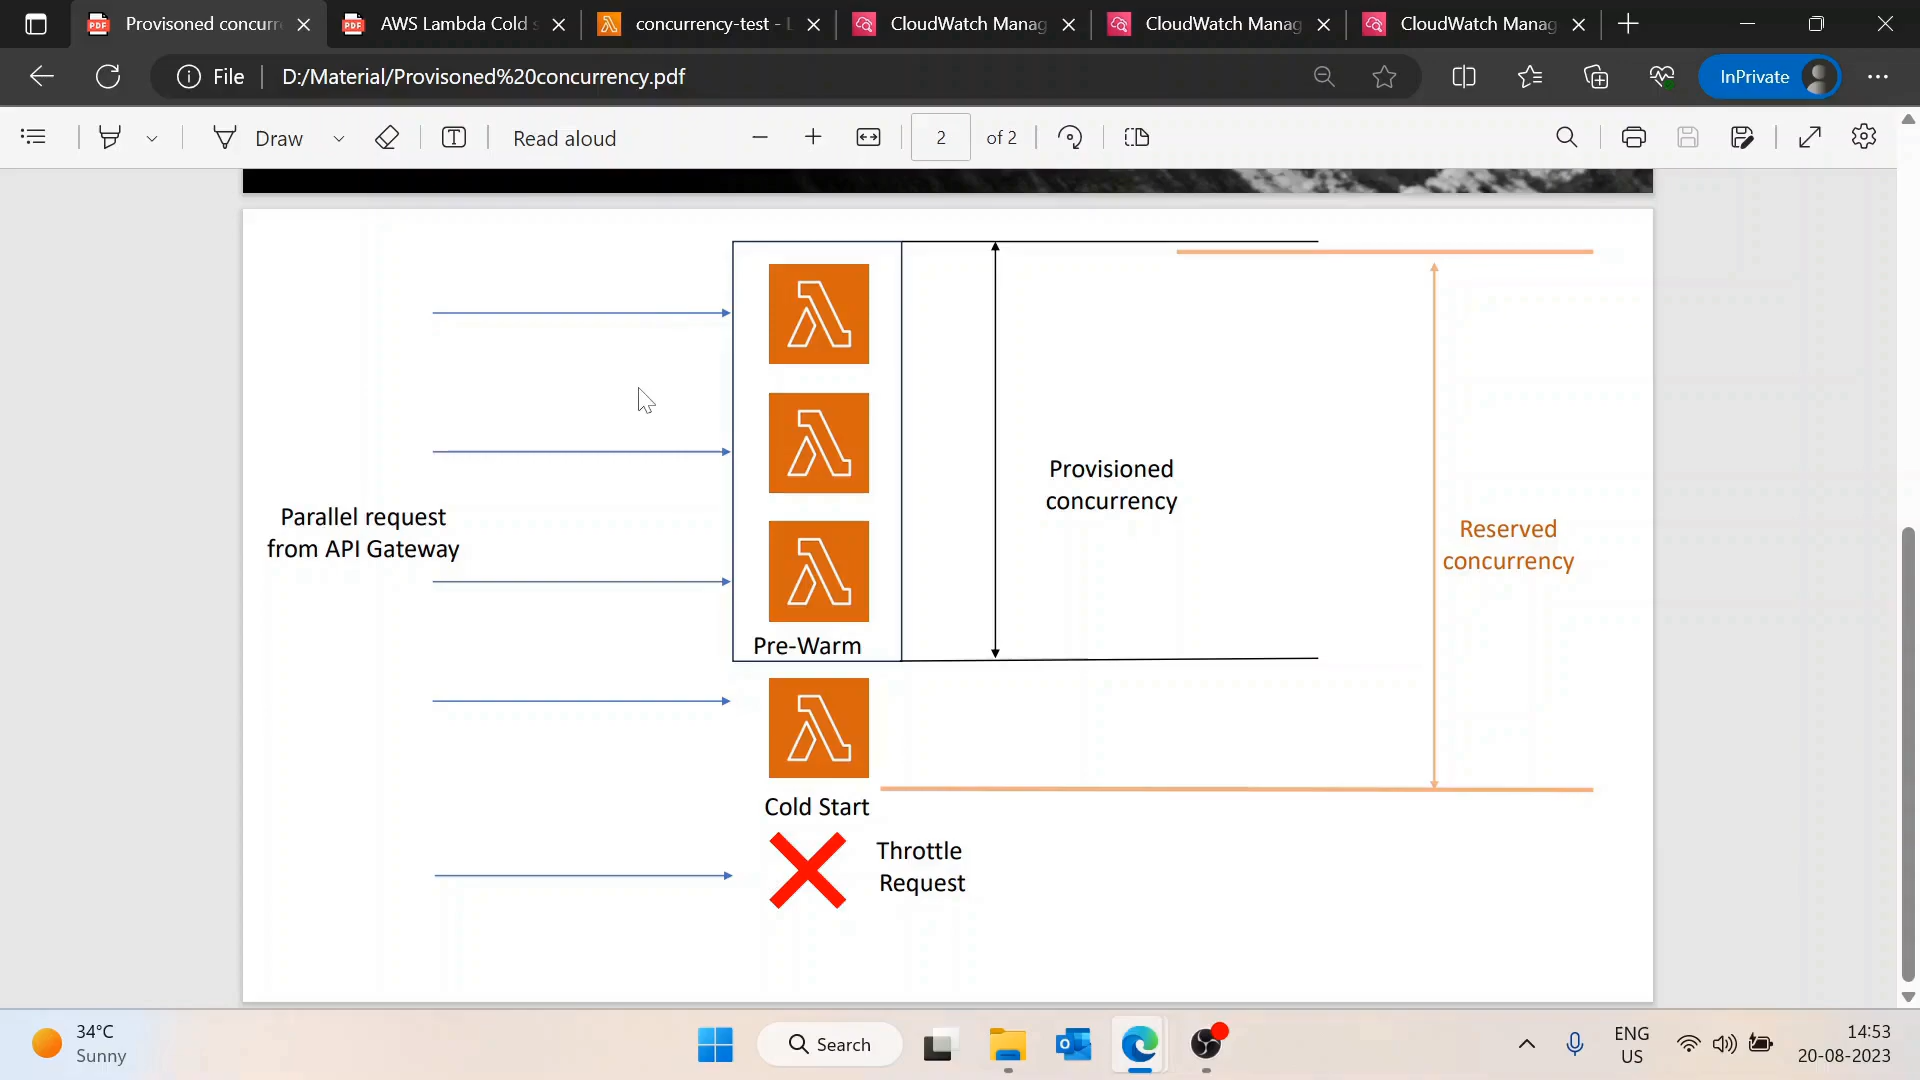 Provisoned concurr
AWS Lambda Cold s
concurrency-test - L
CloudWatch Manag
CloudWatch Manag
CloudWatch Manag
File
D:/Material/Provisoned%20concurrency.pdf
InPrivate
Draw
Read aloud
2
of 2
Parallel request
from API Gateway
Pre-Warm
Provisioned
concurrency
Reserved
concurrency
Cold Start
Throttle
Request
34°C
Sunny
Search
ENG
US
14:53
20-08-2023